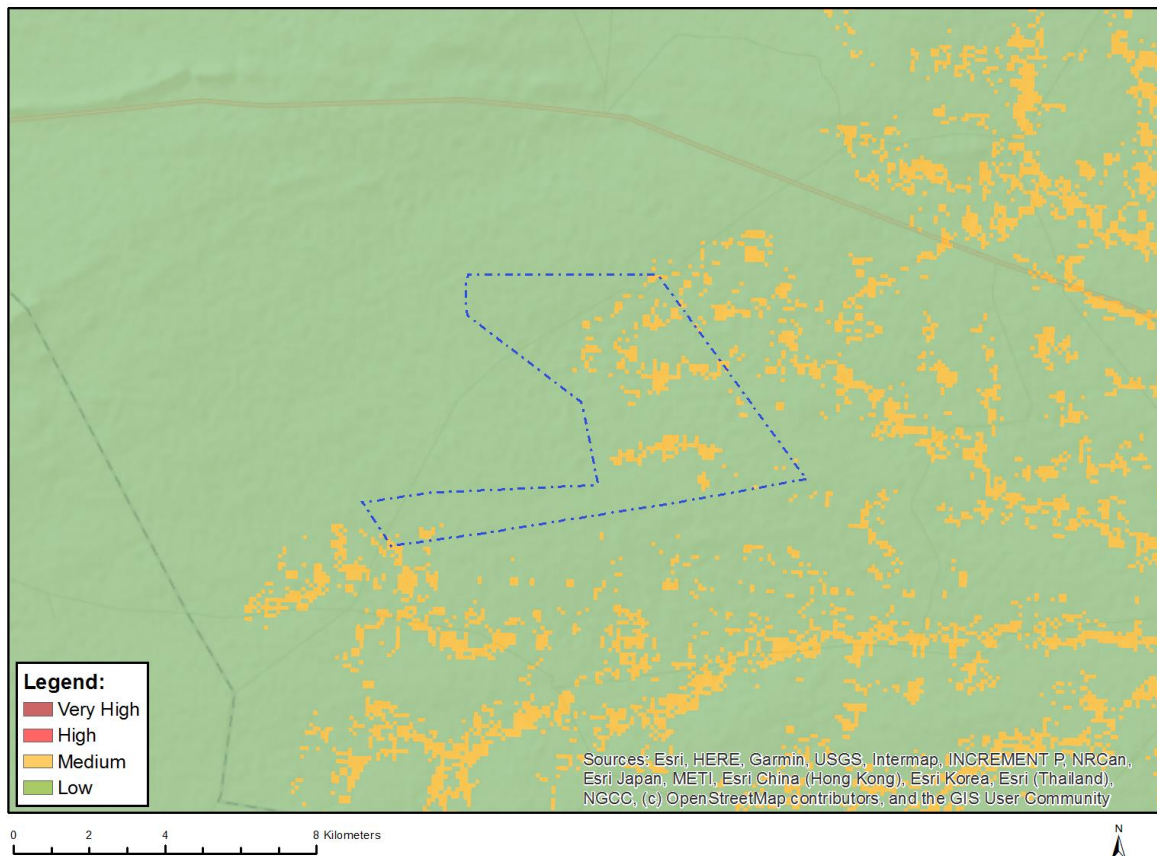 Legend:
Very High
High
Medium
Low
Sources: Esri, HERE, Garmin, USGS, Intermap, INCREMENT P, NRCan,
Esri Japan, METI, Esri China (Hong Kong), Esri Korea, Esri (Thailand),
NGCC, (c) OpenStreetMap contributors, and the GIS User Community
0 2 4 8 Kilometers
N